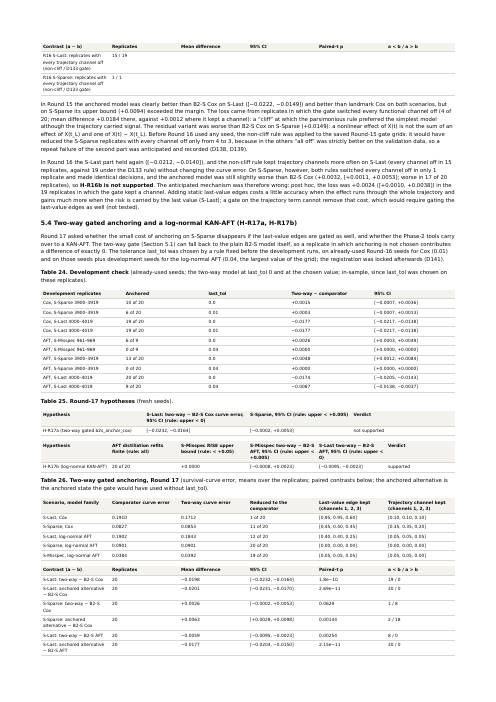 Contrast (a − b) Replicates Mean difference 95% CI Paired-t p a < b / a > b
R16 S-Last: replicates with 15 / 19
every trajectory channel off
(non-cliff / D133 gate)
R16 S-Sparse: replicates with 1 / 1
every trajectory channel off
(non-cliff / D133 gate)
In Round 15 the anchored model was clearly better than B2-S Cox on S-Last ([−0.0222, −0.0149]) and better than landmark Cox on both scenarios, but
on S-Sparse its upper bound (+0.0094) exceeded the margin. The loss came from replicates in which the gate switched every functional channel off (4 of
20; mean difference +0.0184 there, against +0.0012 where it kept a channel): a "cliff" at which the parsimonious rule preferred the simplest model
although the trajectory carried signal. The residual variant was worse than B2-S Cox on S-Sparse (+0.0149): a nonlinear effect of X(t) is not the sum of an
effect of X(t_L) and one of X(t) − X(t_L). Before Round 16 used any seed, the non-cliff rule was applied to the saved Round-15 gate grids: it would have
reduced the S-Sparse replicates with every channel off only from 4 to 3, because in the others "all off" was strictly better on the validation data, so a
repeat failure of the second part was anticipated and recorded (D138, D139).
In Round 16 the S-Last part held again ([−0.0212, −0.0140]), and the non-cliff rule kept trajectory channels more often on S-Last (every channel off in 15
replicates, against 19 under the D133 rule) without changing the curve error. On S-Sparse, however, both rules switched every channel off in only 1
replicate and made identical decisions, and the anchored model was still slightly worse than B2-S Cox (+0.0032, [+0.0011, +0.0053]; worse in 17 of 20
replicates), so H-R16b is not supported. The anticipated mechanism was therefore wrong: post hoc, the loss was +0.0024 ([+0.0010, +0.0038]) in the
19 replicates in which the gate kept a channel. Adding static last-value edges costs a little accuracy when the effect runs through the whole trajectory and
gains much more when the risk is carried by the last value (S-Last); a gate on the trajectory term cannot remove that cost, which would require gating the
last-value edges as well (not tested).
5.4 Two-way gated anchoring and a log-normal KAN-AFT (H-R17a, H-R17b)
Round 17 asked whether the small cost of anchoring on S-Sparse disappears if the last-value edges are gated as well, and whether the Phase-2 tools carry
over to a KAN-AFT. The two-way gate (Section 5.1) can fall back to the plain B2-S model itself, so a replicate in which anchoring is not chosen contributes
a difference of exactly 0. The tolerance last_tol was chosen by a rule fixed before the development runs, on development-labeled Round-16 seeds for Cox (0.01)
and on those seeds plus development seeds for the log-normal AFT (0.04, the largest value of the grid); the registration was locked afterwards (D141).
Table 24. Development check (already-used seeds; the two-way model at last_tol 0 and at the chosen value; in-sample, since last_tol was chosen on
these replicates).
Development replicates Anchored last_tol Two-way − comparator 95% CI
Cox, S-Sparse 3900–3919 10 of 20 0.0 +0.0015 [−0.0007, +0.0036]
Cox, S-Sparse 3900–3919 6 of 20 0.01 +0.0003 [−0.0007, +0.0013]
Cox, S-Last 4000–4019 19 of 20 0.0 −0.0177 [−0.0217, −0.0138]
Cox, S-Last 4000–4019 19 of 20 0.01 −0.0177 [−0.0217, −0.0138]
AFT, S-Misspec 961–969 6 of 9 0.0 +0.0026 [+0.0003, +0.0049]
AFT, S-Misspec 961–969 0 of 9 0.04 +0.0000 [+0.0000, +0.0000]
AFT, S-Sparse 3900–3919 13 of 20 0.0 +0.0048 [+0.0012, +0.0084]
AFT, S-Sparse 3900–3919 0 of 20 0.04 +0.0000 [+0.0000, +0.0000]
AFT, S-Last 4000–4019 20 of 20 0.0 −0.0174 [−0.0205, −0.0143]
AFT, S-Last 4000–4019 9 of 20 0.04 −0.0087 [−0.0138, −0.0037]
Table 25. Round-17 hypotheses (fresh seeds).
Hypothesis S-Last: two-way − B2-S Cox curve error, S-Sparse, 95% CI (rule: upper < +0.005) Verdict
95% CI (rule: upper < 0)
H-R17a (two-way gated b2s_anchor_cox) [−0.0232, −0.0164] [−0.0002, +0.0053] not supported
Hypothesis AFT distillation refits S-Misspec RISE upper S-Misspec two-way − B2-S S-Last two-way − B2-S Verdict
finite (rule: all) bound (rule: < +0.05) AFT, 95% CI (rule: upper < AFT, 95% CI (rule: upper <
+0.005) 0)
H-R17b (log-normal KAN-AFT) 20 of 20 +0.0000 [−0.0008, +0.0023] [−0.0095, −0.0023] supported
Table 26. Two-way gated anchoring, Round 17 (survival-curve error, means over the replicates; paired contrasts below; the anchored alternative is
the anchored state the gate would have used without last_tol).
Scenario, model family Comparator curve error Two-way curve error Reduced to the Last-value edge kept Trajectory channel kept
comparator (channels 1, 2, 3) (channels 1, 2, 3)
S-Last, Cox 0.1910 0.1712 1 of 20 [0.95, 0.95, 0.60] [0.10, 0.10, 0.10]
S-Sparse, Cox 0.0827 0.0853 11 of 20 [0.45, 0.40, 0.45] [0.35, 0.35, 0.20]
S-Last, log-normal AFT 0.1902 0.1843 12 of 20 [0.40, 0.40, 0.25] [0.05, 0.05, 0.05]
S-Sparse, log-normal AFT 0.0901 0.0901 20 of 20 [0.00, 0.00, 0.00] [0.00, 0.00, 0.00]
S-Misspec, log-normal AFT 0.0384 0.0392 19 of 20 [0.05, 0.05, 0.05] [0.05, 0.05, 0.05]
Contrast (a − b) Replicates Mean difference 95% CI Paired-t p a < b / a > b
S-Last: two-way − B2-S Cox 20 −0.0198 [−0.0232, −0.0164] 1.8e−10 19 / 0
S-Last: anchored alternative 20 −0.0201 [−0.0232, −0.0171] 2.69e−11 20 / 0
− B2-S Cox
S-Sparse: two-way − B2-S 20 +0.0026 [−0.0002, +0.0053] 0.0629 1 / 8
Cox
S-Sparse: anchored 20 +0.0063 [+0.0028, +0.0098] 0.00144 2 / 18
alternative − B2-S Cox
S-Last: two-way − B2-S AFT 20 −0.0059 [−0.0095, −0.0023] 0.00254 8 / 0
S-Last: anchored alternative 20 −0.0177 [−0.0204, −0.0150] 2.15e−11 20 / 0
− B2-S AFT